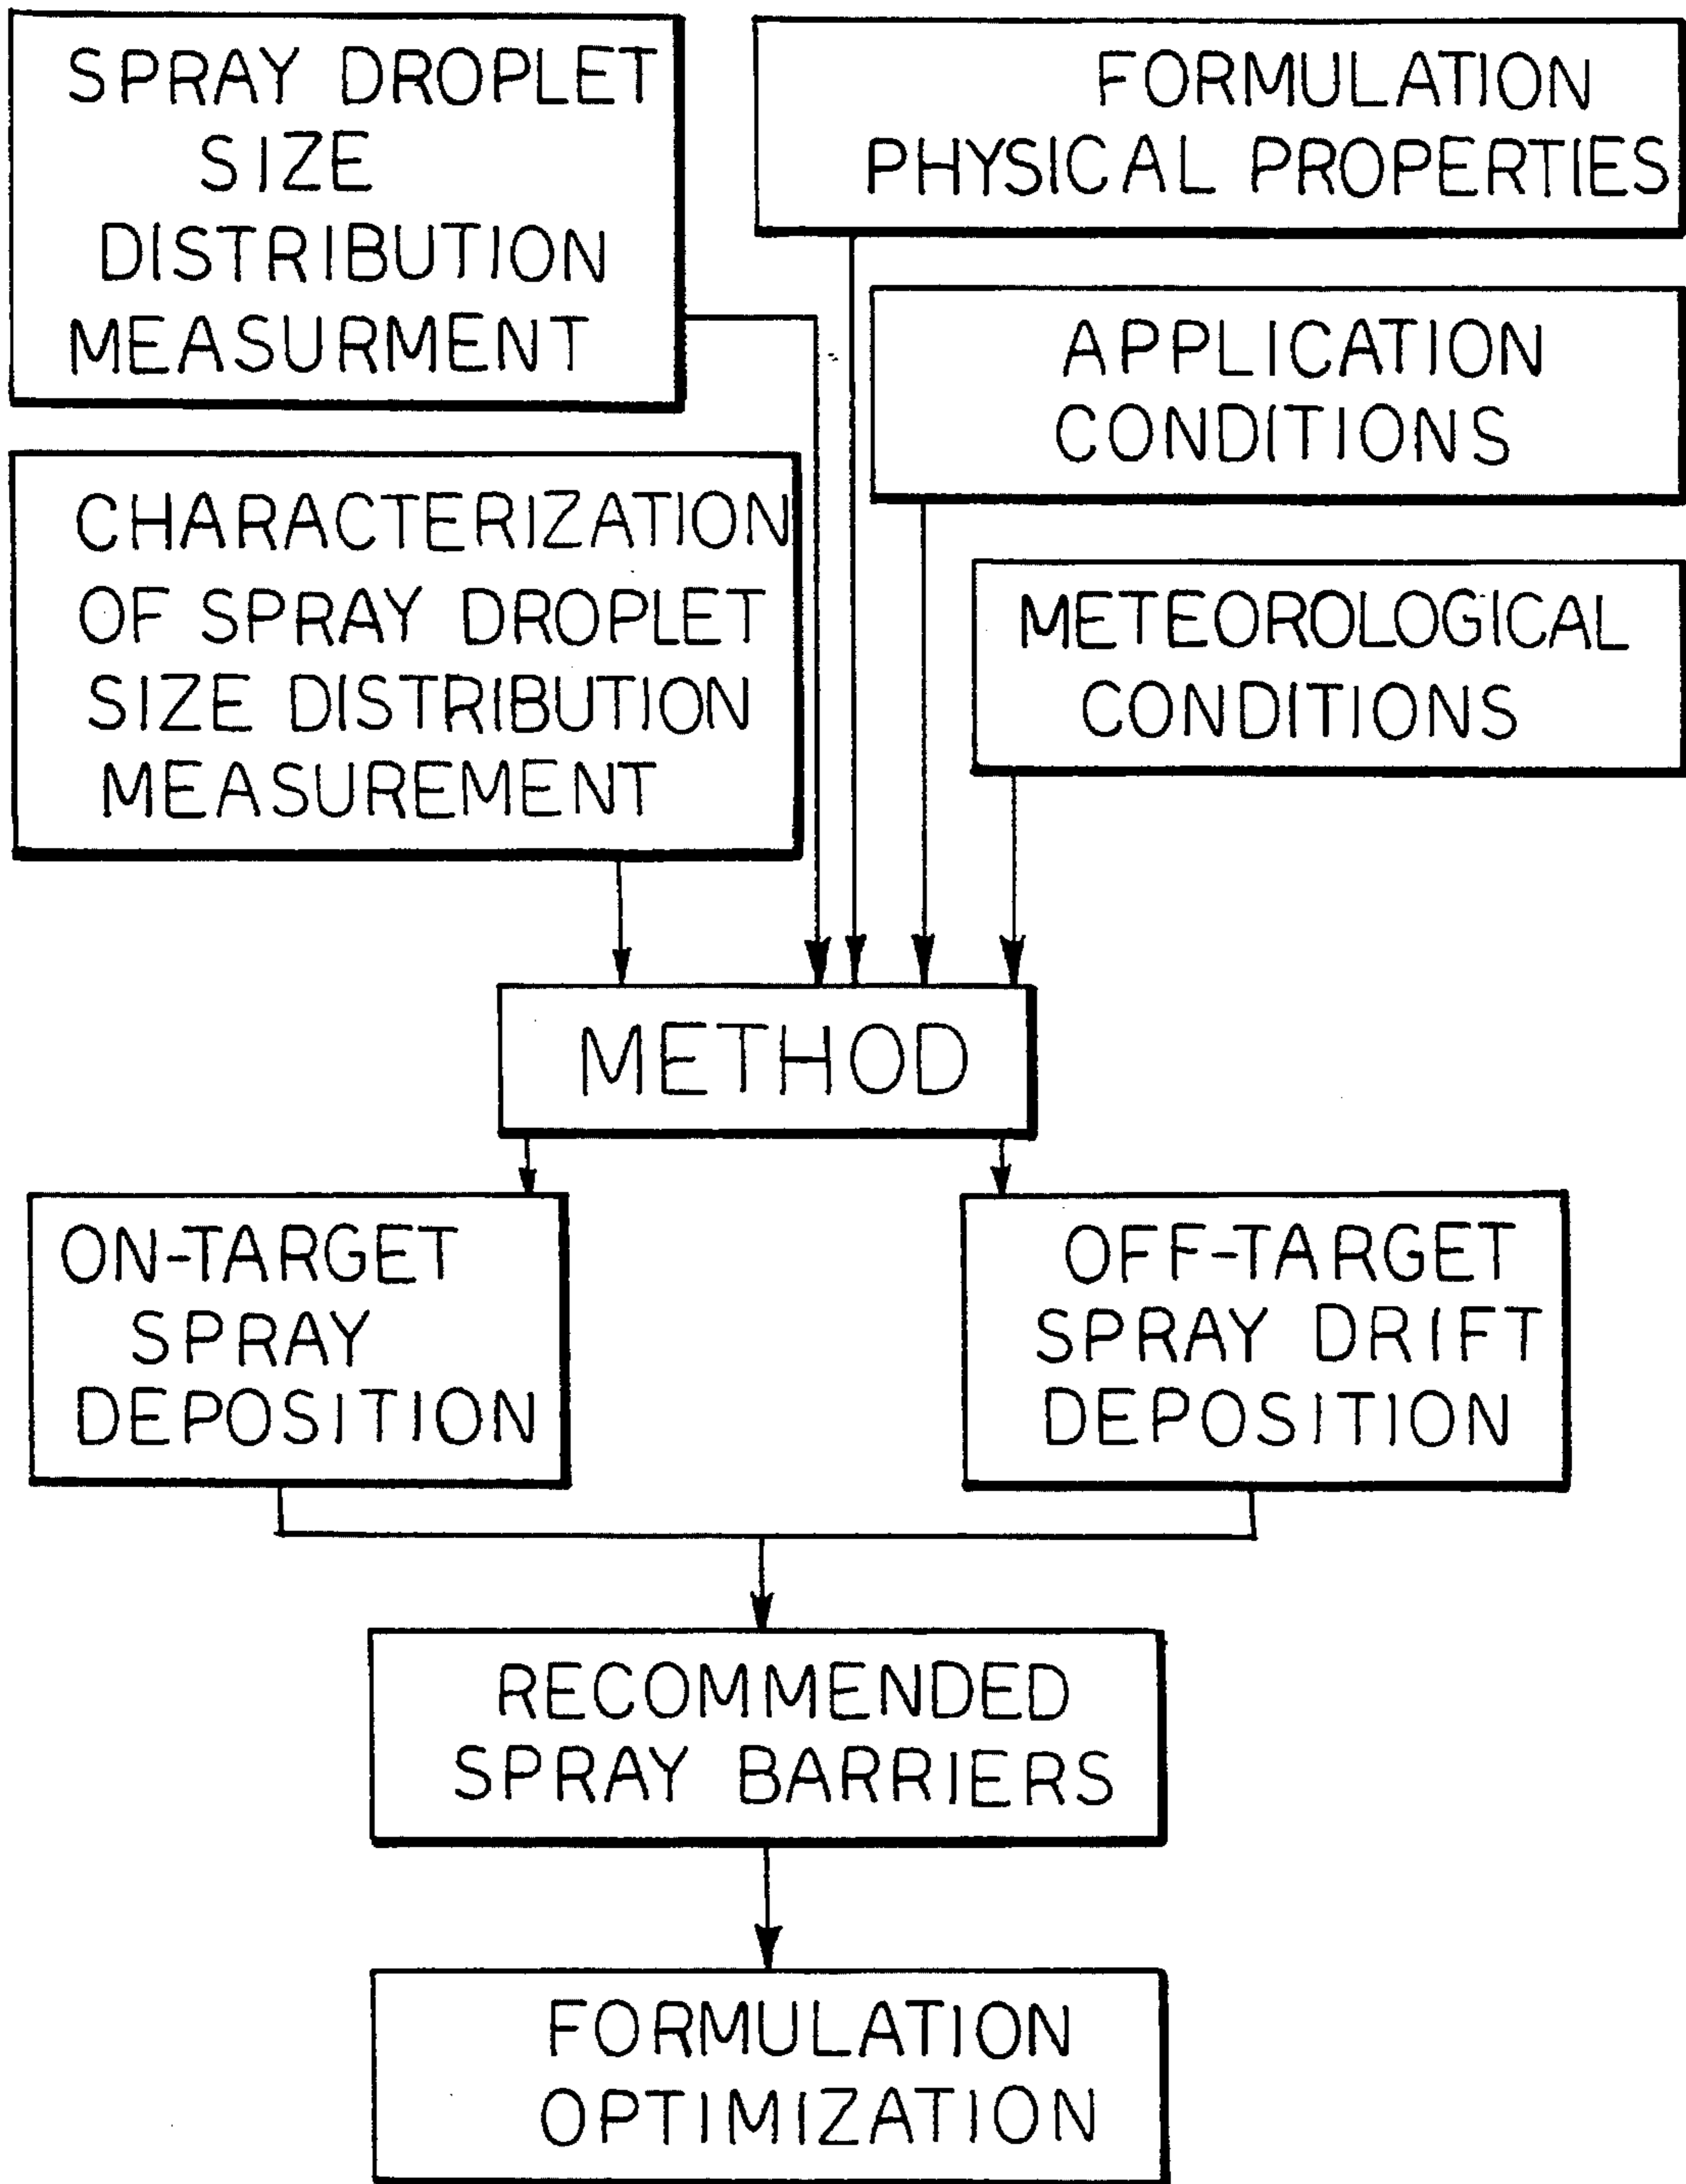 SPRAY DROPLET
SIZE
DISTRIBUTION
MEASURMENT
FORMULATION
PHYSICAL PROPERTIES
APPLICATION
CONDITIONS
CHARACTERIZATION
OF SPRAY DROPLET
SIZE DISTRIBUTION
MEASUREMENT
METEOROLOGICAL
CONDITIONS
METHOD
ON-TARGET
SPRAY
DEPOSITION
OFF-TARGET
SPRAY DRIFT
DEPOSITION
RECOMMENDED
SPRAY BARRIERS
FORMULATION
OPTIMIZATION